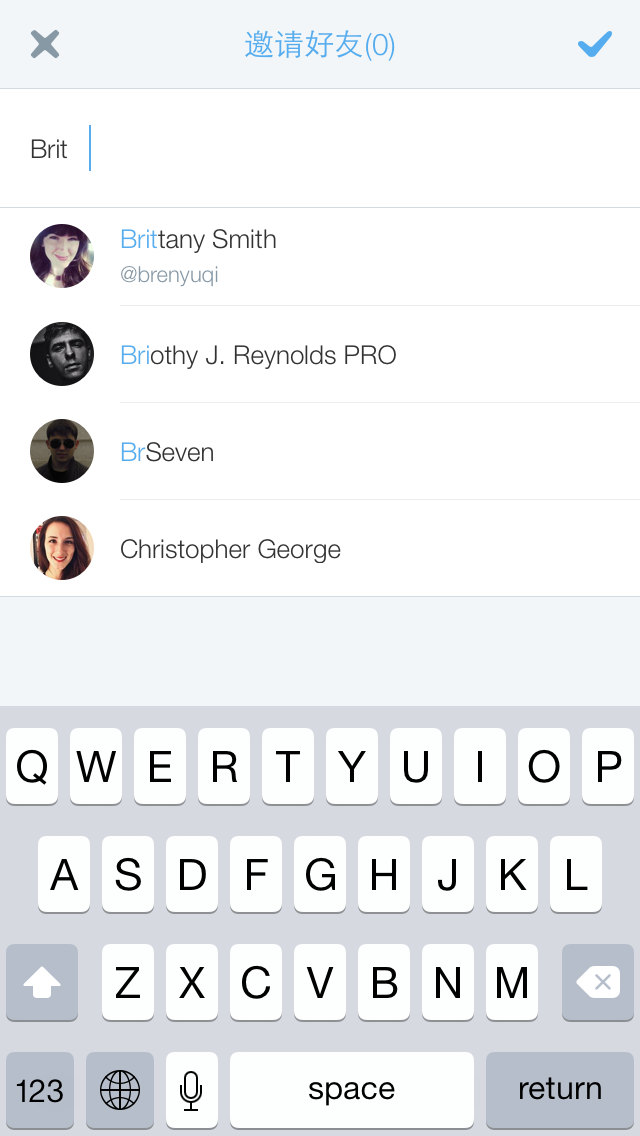 邀请好友(0)
Brit
Brittany Smith
@brenyuqi
Briothy J. Reynolds PRO
BrSeven
Christopher George
Q W E R T Y U I O P
A S D F G H J K L
Z X C V B N M
123 space return